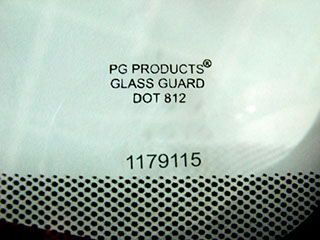 PG PRODUCTS®
GLASS GUARD
DOT 812
1179115